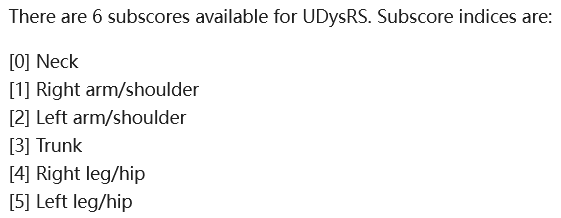 There are 6 subscores available for UDysRS. Subscore indices are:
[0] Neck
[1] Right arm/shoulder
[2] Left arm/shoulder
[3] Trunk
[4] Right leg/hip
[5] Left leg/hip